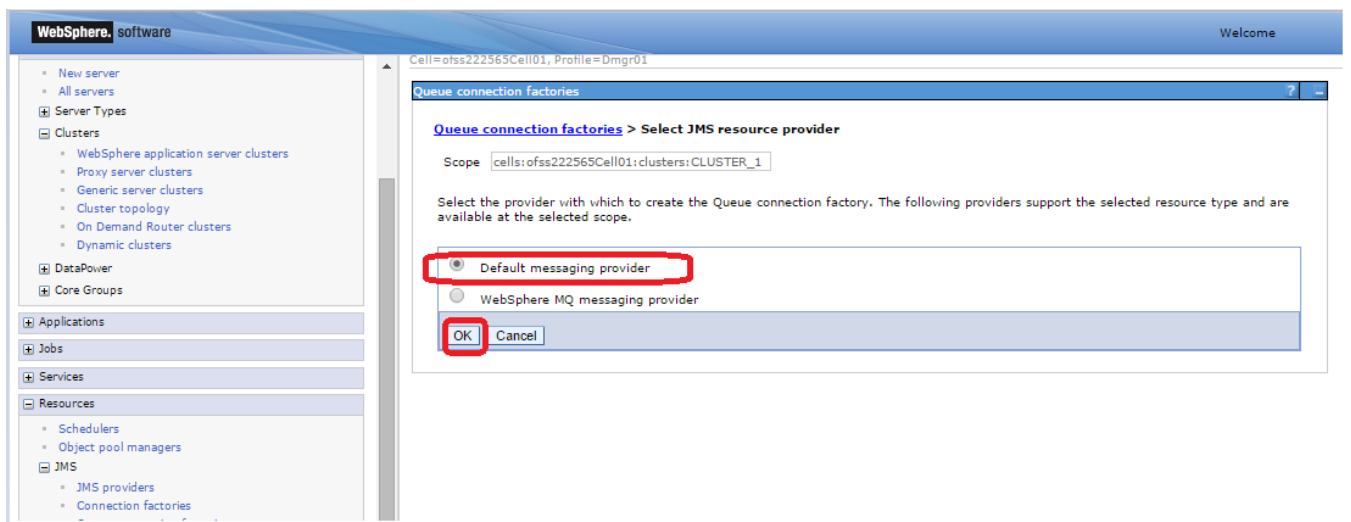 WebSphere. software
Welcome
New server
All servers
Server Types
Clusters
WebSphere application server clusters
Proxy server clusters
Generic server clusters
Cluster topology
On Demand Router clusters
Dynamic clusters
DataPower
Core Groups
Applications
Jobs
Services
Resources
Schedulers
Object pool managers
JMS
JMS providers
Connection factories
Cell=ofss222565Cell01, Profile=Dmgr01
Queue connection factories
? _
Queue connection factories > Select JMS resource provider
Scope cells:ofss222565Cell01:clusters:CLUSTER_1
Select the provider with which to create the Queue connection factory. The following providers support the selected resource type and are
available at the selected scope.
Default messaging provider
WebSphere MQ messaging provider
OK Cancel